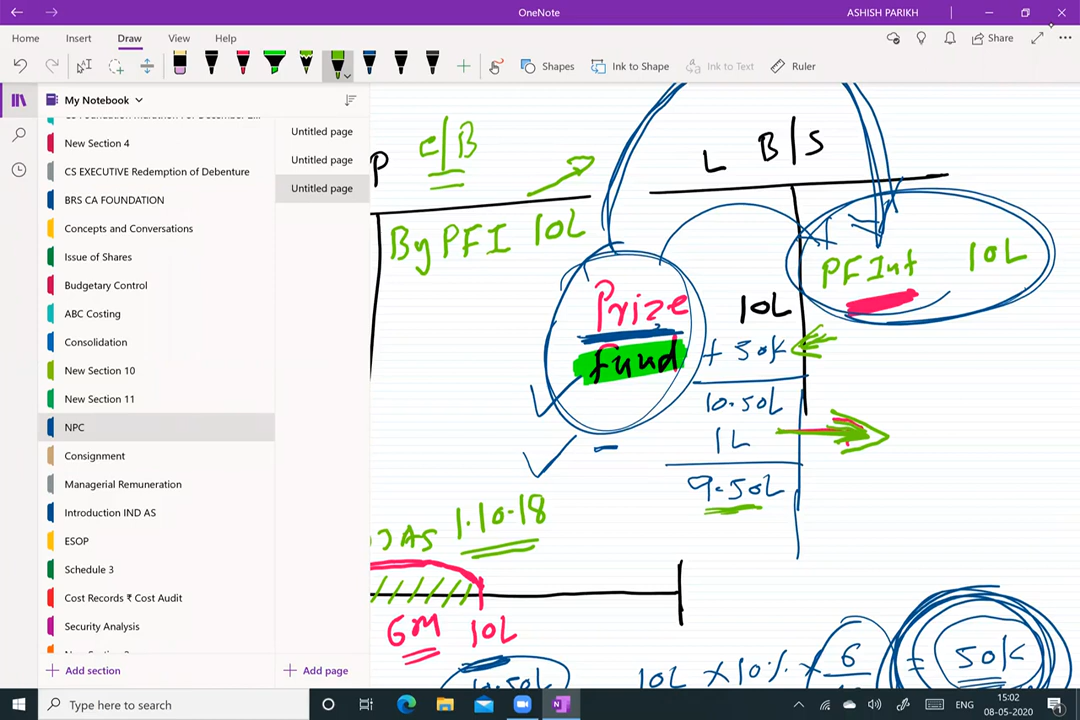 OneNote
ASHISH PARIKH
Home
Insert
Draw
View
Help
Share
Shapes
Ink to Shape
Ink to Text
Ruler
My Notebook
New Section 4
CS EXECUTIVE Redemption of Debenture
BRS CA FOUNDATION
Concepts and Conversations
Issue of Shares
Budgetary Control
ABC Costing
Consolidation
New Section 10
New Section 11
NPC
Consignment
Managerial Remuneration
Introduction IND AS
ESOP
Schedule 3
Cost Records ₹ Cost Audit
Security Analysis
Add section
Untitled page
Untitled page
Untitled page
Add page
P C/B
By PFI 10L
L B/S
Prize 10L
Fund + 50K
10.50L
1L
9.50L
PF Int 10L
AS 1.10.18
6M 10L
10L × 10% × 6 = 50K
Type here to search
ENG
15:02
08-05-2020